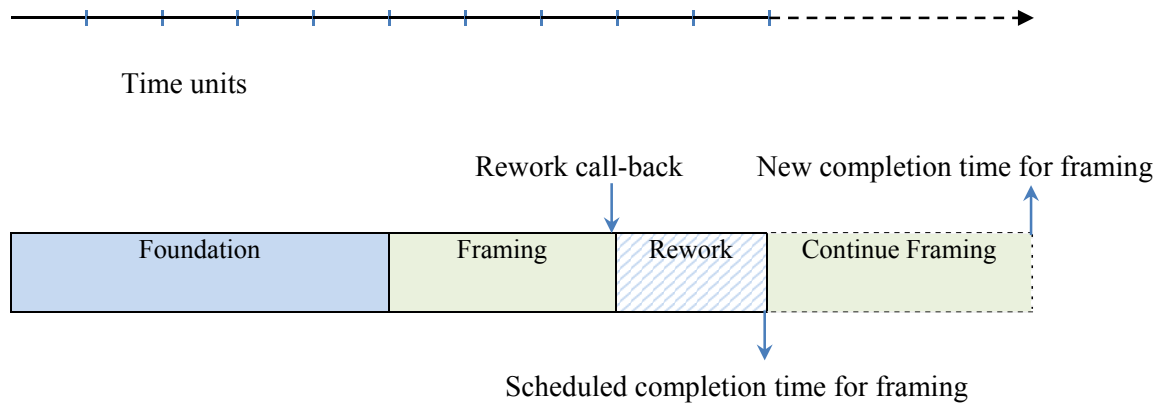 Time units
Rework call-back
New completion time for framing
Foundation
Framing
Rework
Continue Framing
Scheduled completion time for framing